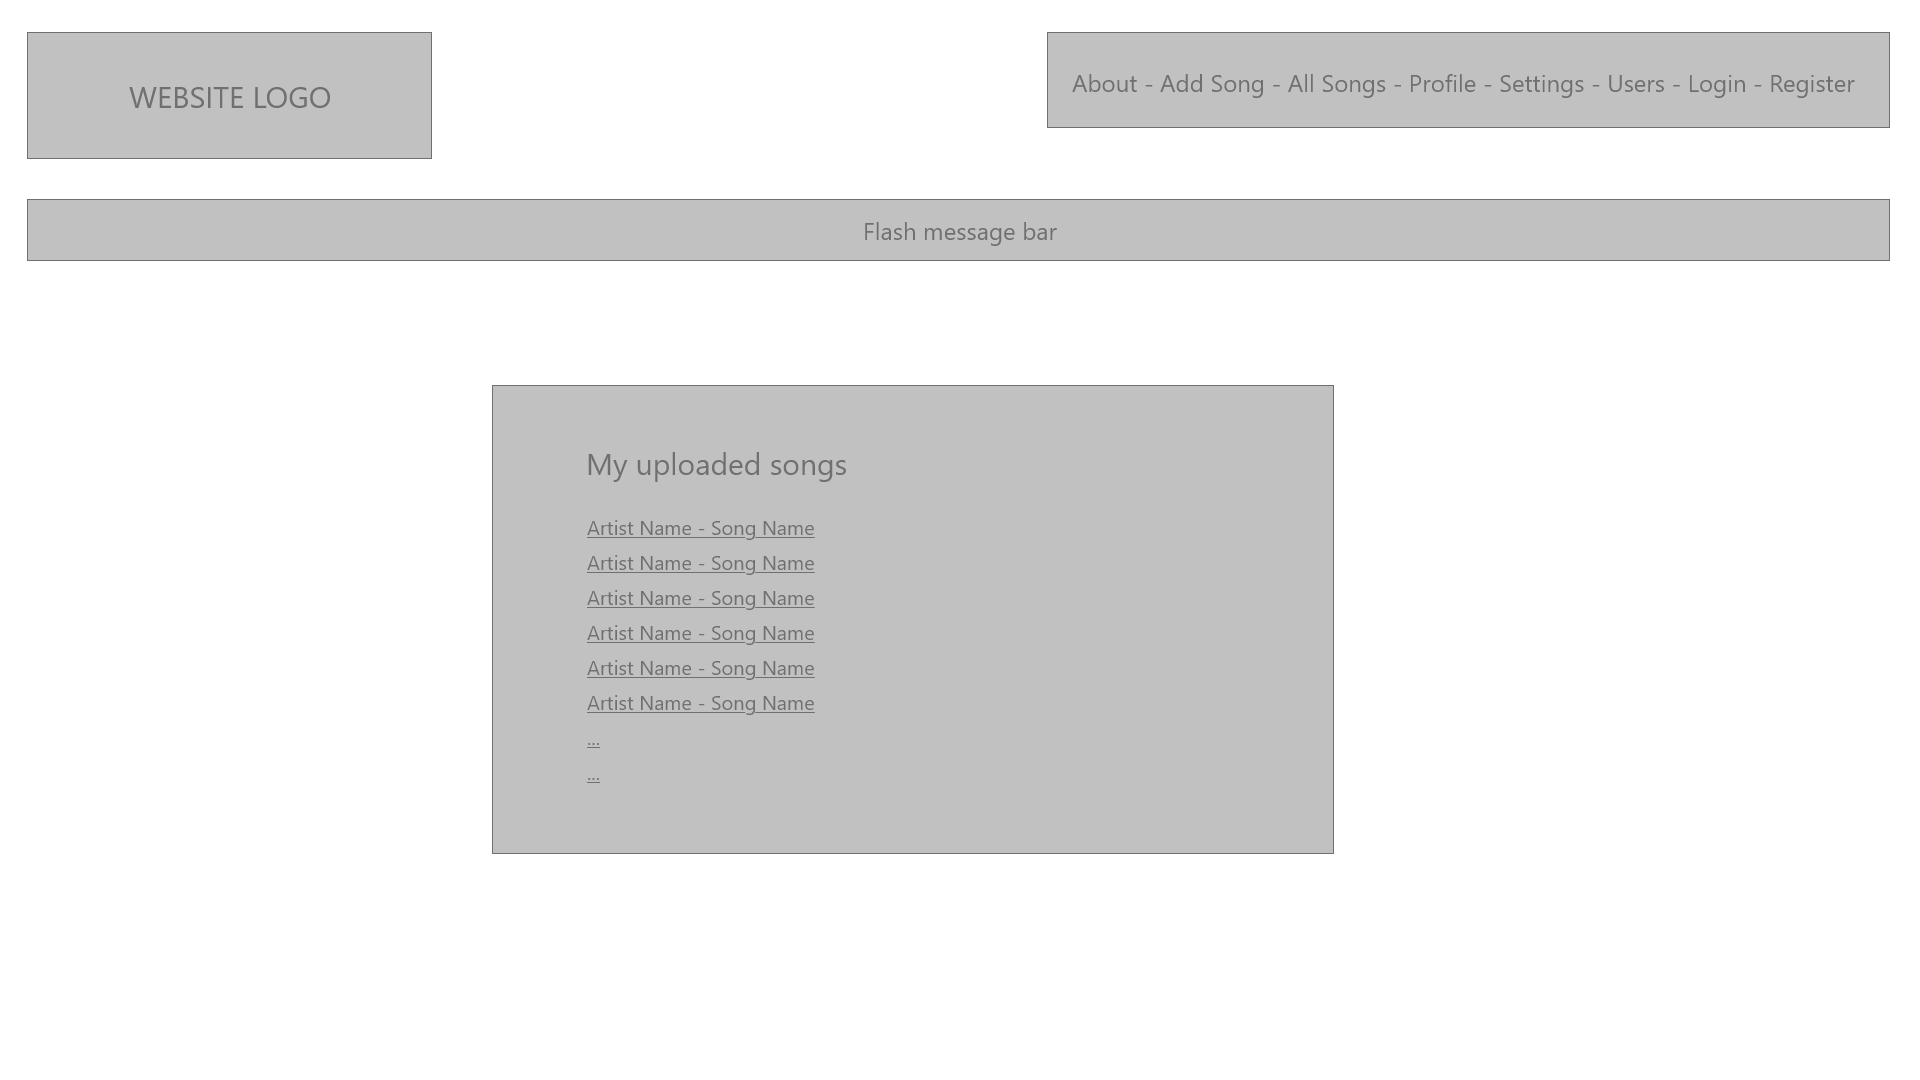 WEBSITE LOGO
About - Add Song - All Songs - Profile - Settings - Users - Login - Register
Flash message bar
My uploaded songs
Artist Name - Song Name
Artist Name - Song Name
Artist Name - Song Name
Artist Name - Song Name
Artist Name - Song Name
Artist Name - Song Name
...
...